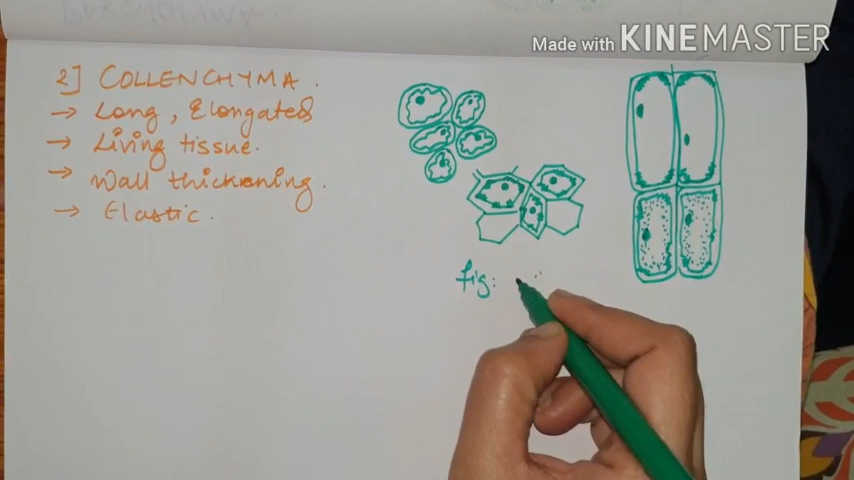 Made with KINEMASTER
2] COLLENCHYMA.
→ Long, Elongated
→ Living tissue.
→ Wall thickening.
→ Elastic.
fig: